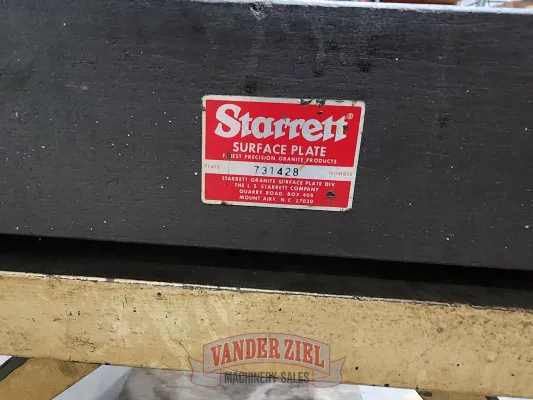 Starrett®
SURFACE PLATE
FINEST PRECISION GRANITE PRODUCTS
PLATE 731428 NUMBER
STARRETT GRANITE SURFACE PLATE DIV.
THE L. S. STARRETT COMPANY
QUARRY ROAD, BOX 408
MOUNT AIRY, N.C. 27030
VANDER ZIEL
MACHINERY SALES